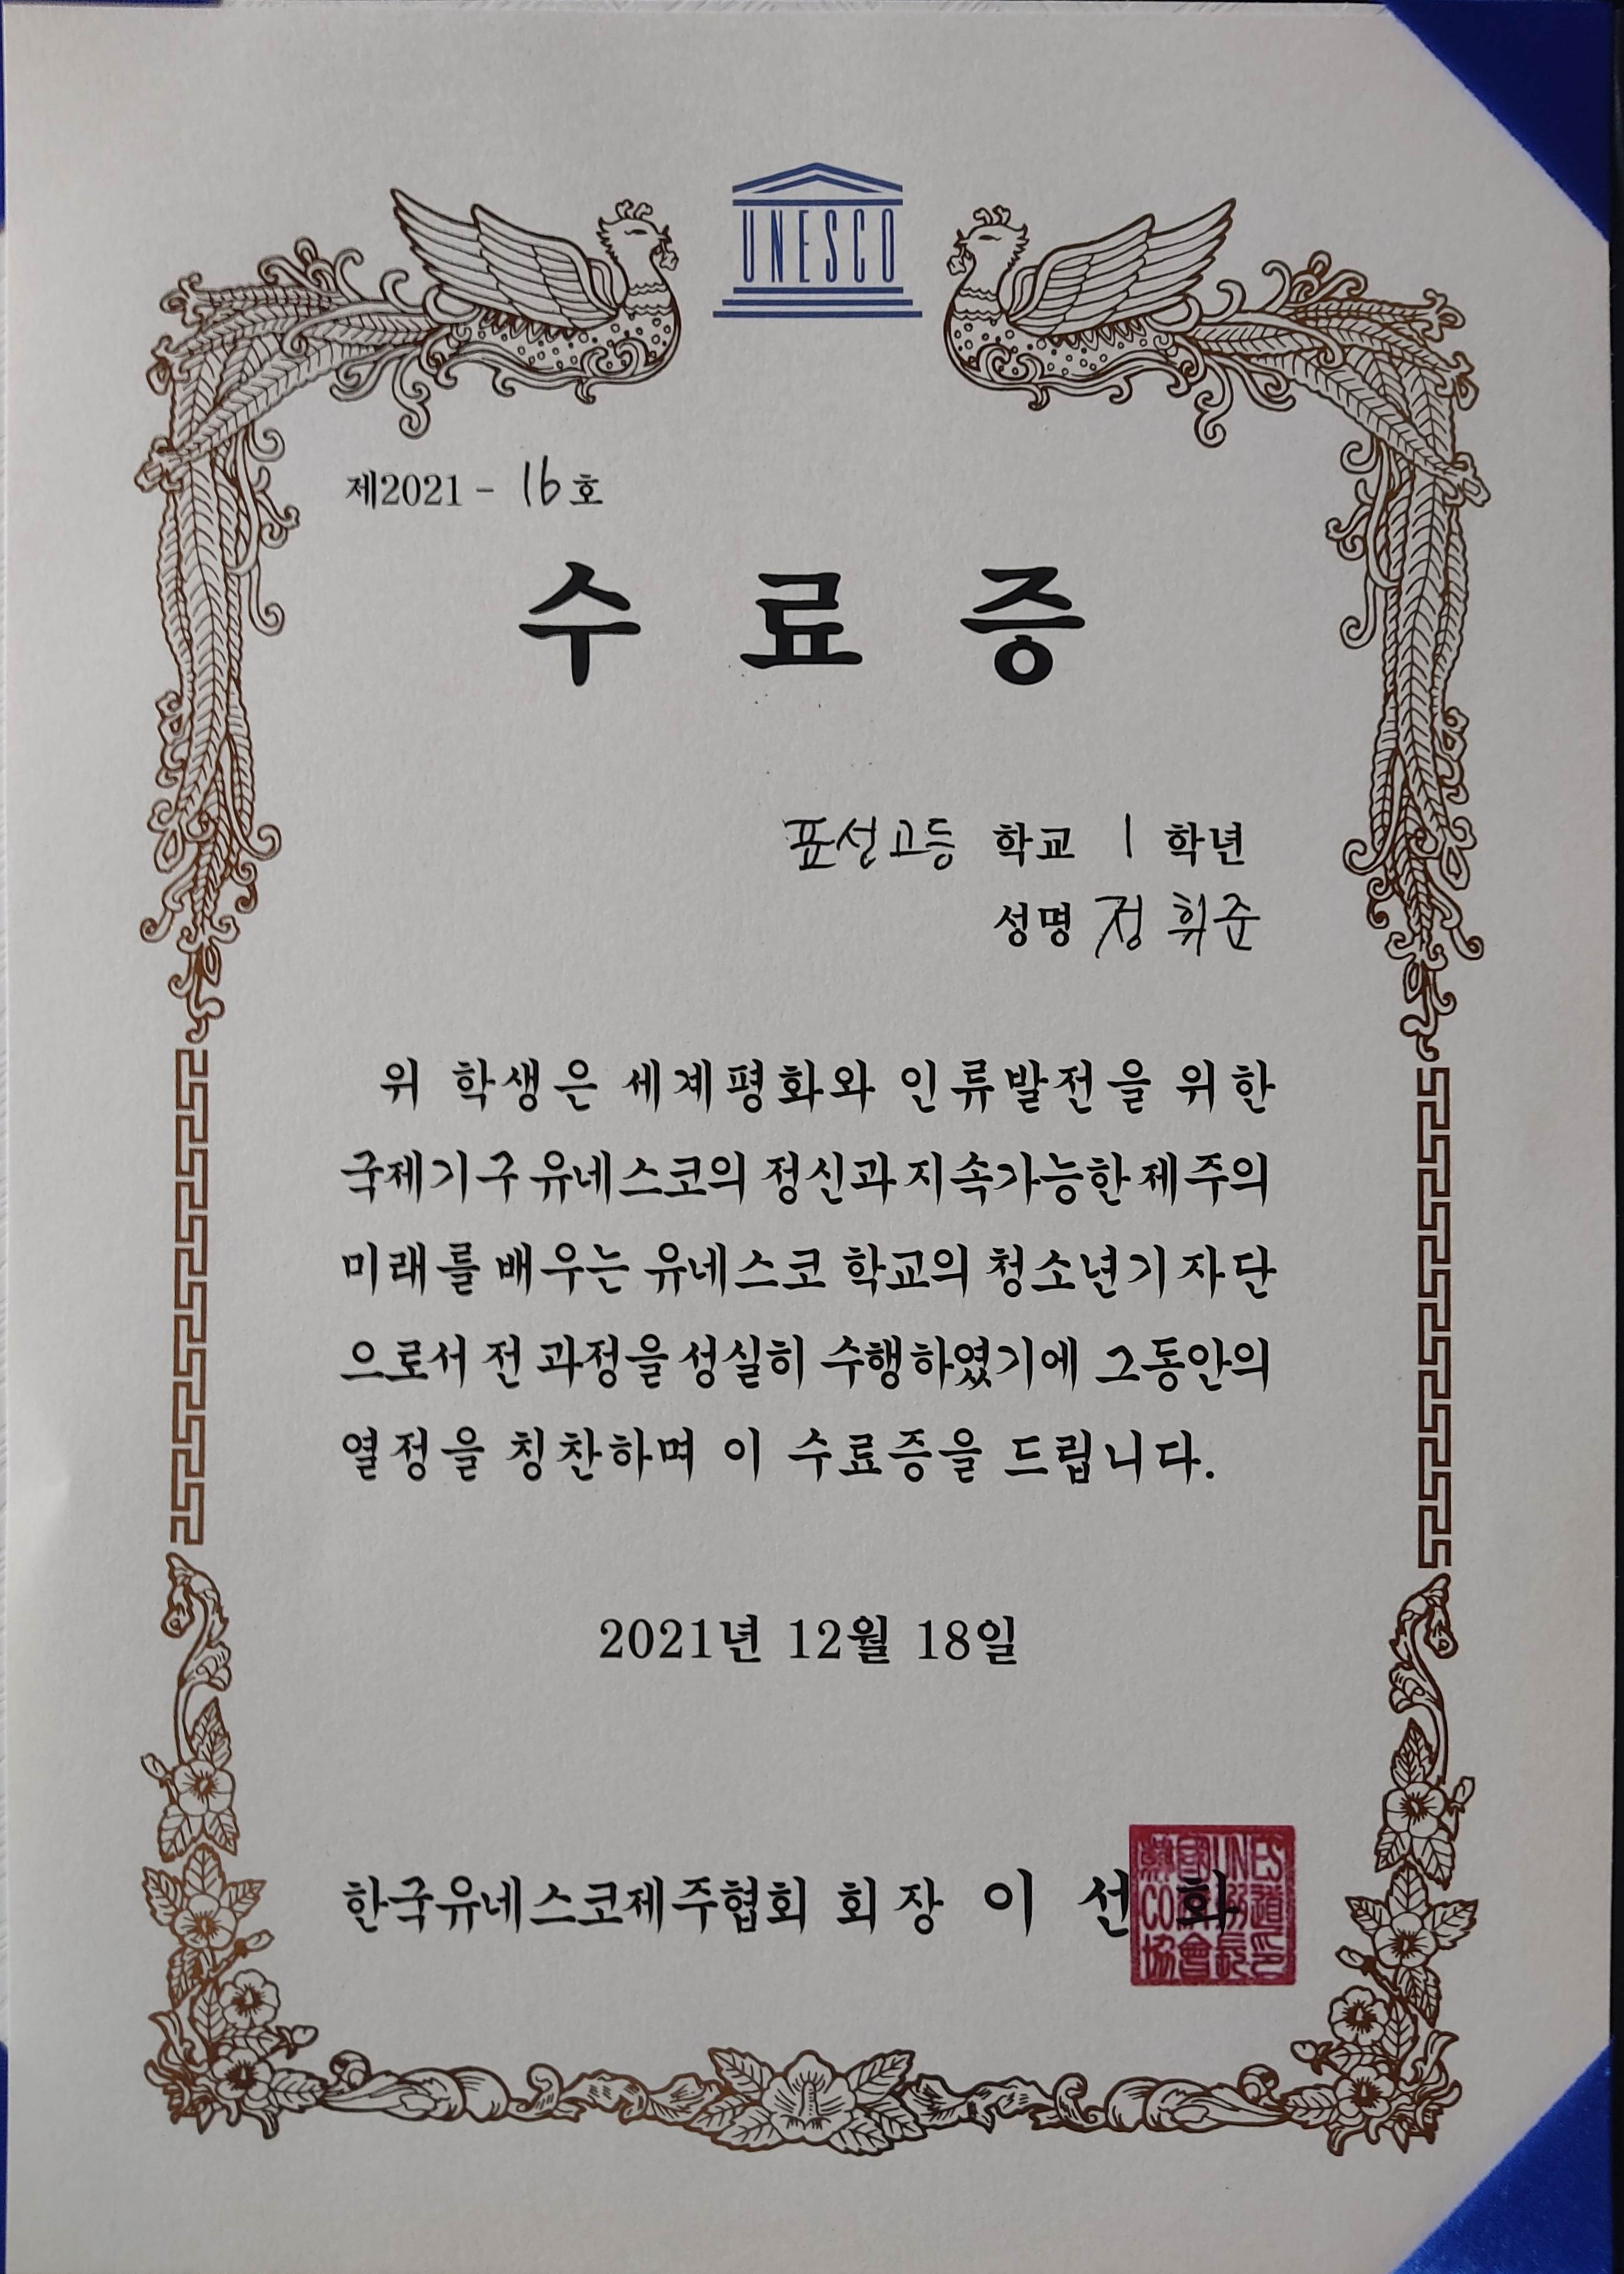 UNESCO
제2021 - 16호
수 료 증
표선고등 학교 1 학년
성명 정 휘준
위 학생은 세계평화와 인류발전을 위한
국제기구 유네스코의 정신과 지속가능한 제주의
미래를 배우는 유네스코 학교의 청소년기자단
으로서 전 과정을 성실히 수행하였기에 그동안의
열정을 칭찬하며 이 수료증을 드립니다.
2021년 12월 18일
한국유네스코제주협회 회장 이 선 화